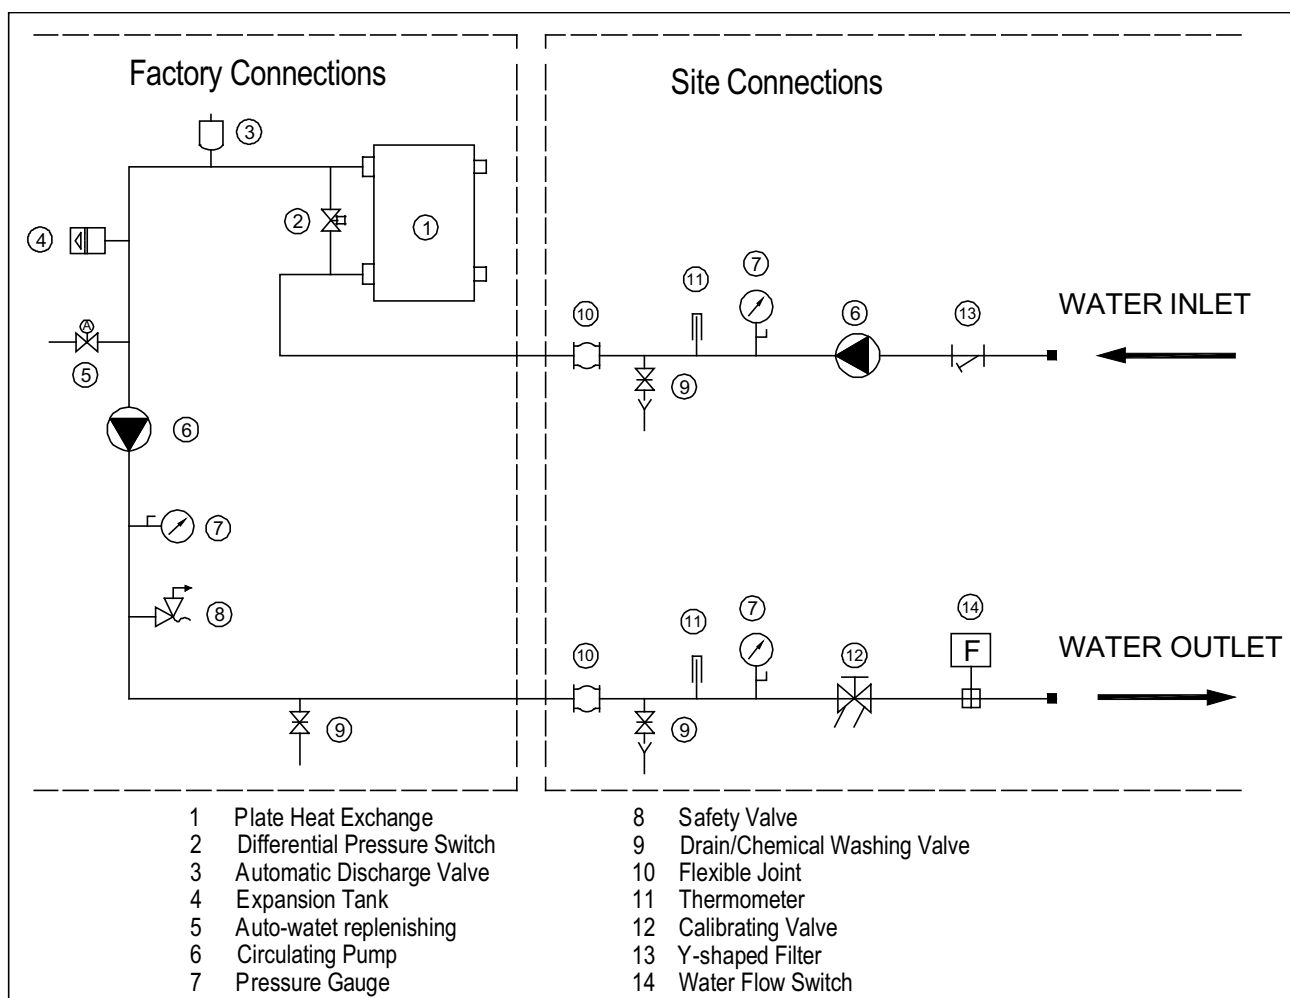 Factory Connections
Site Connections
3
2
1
4
A
5
6
7
8
9
10
11
7
6
13
9
WATER INLET
10
11
7
12
14
F
9
WATER OUTLET
1 Plate Heat Exchange
2 Differential Pressure Switch
3 Automatic Discharge Valve
4 Expansion Tank
5 Auto-watet replenishing
6 Circulating Pump
7 Pressure Gauge
8 Safety Valve
9 Drain/Chemical Washing Valve
10 Flexible Joint
11 Thermometer
12 Calibrating Valve
13 Y-shaped Filter
14 Water Flow Switch